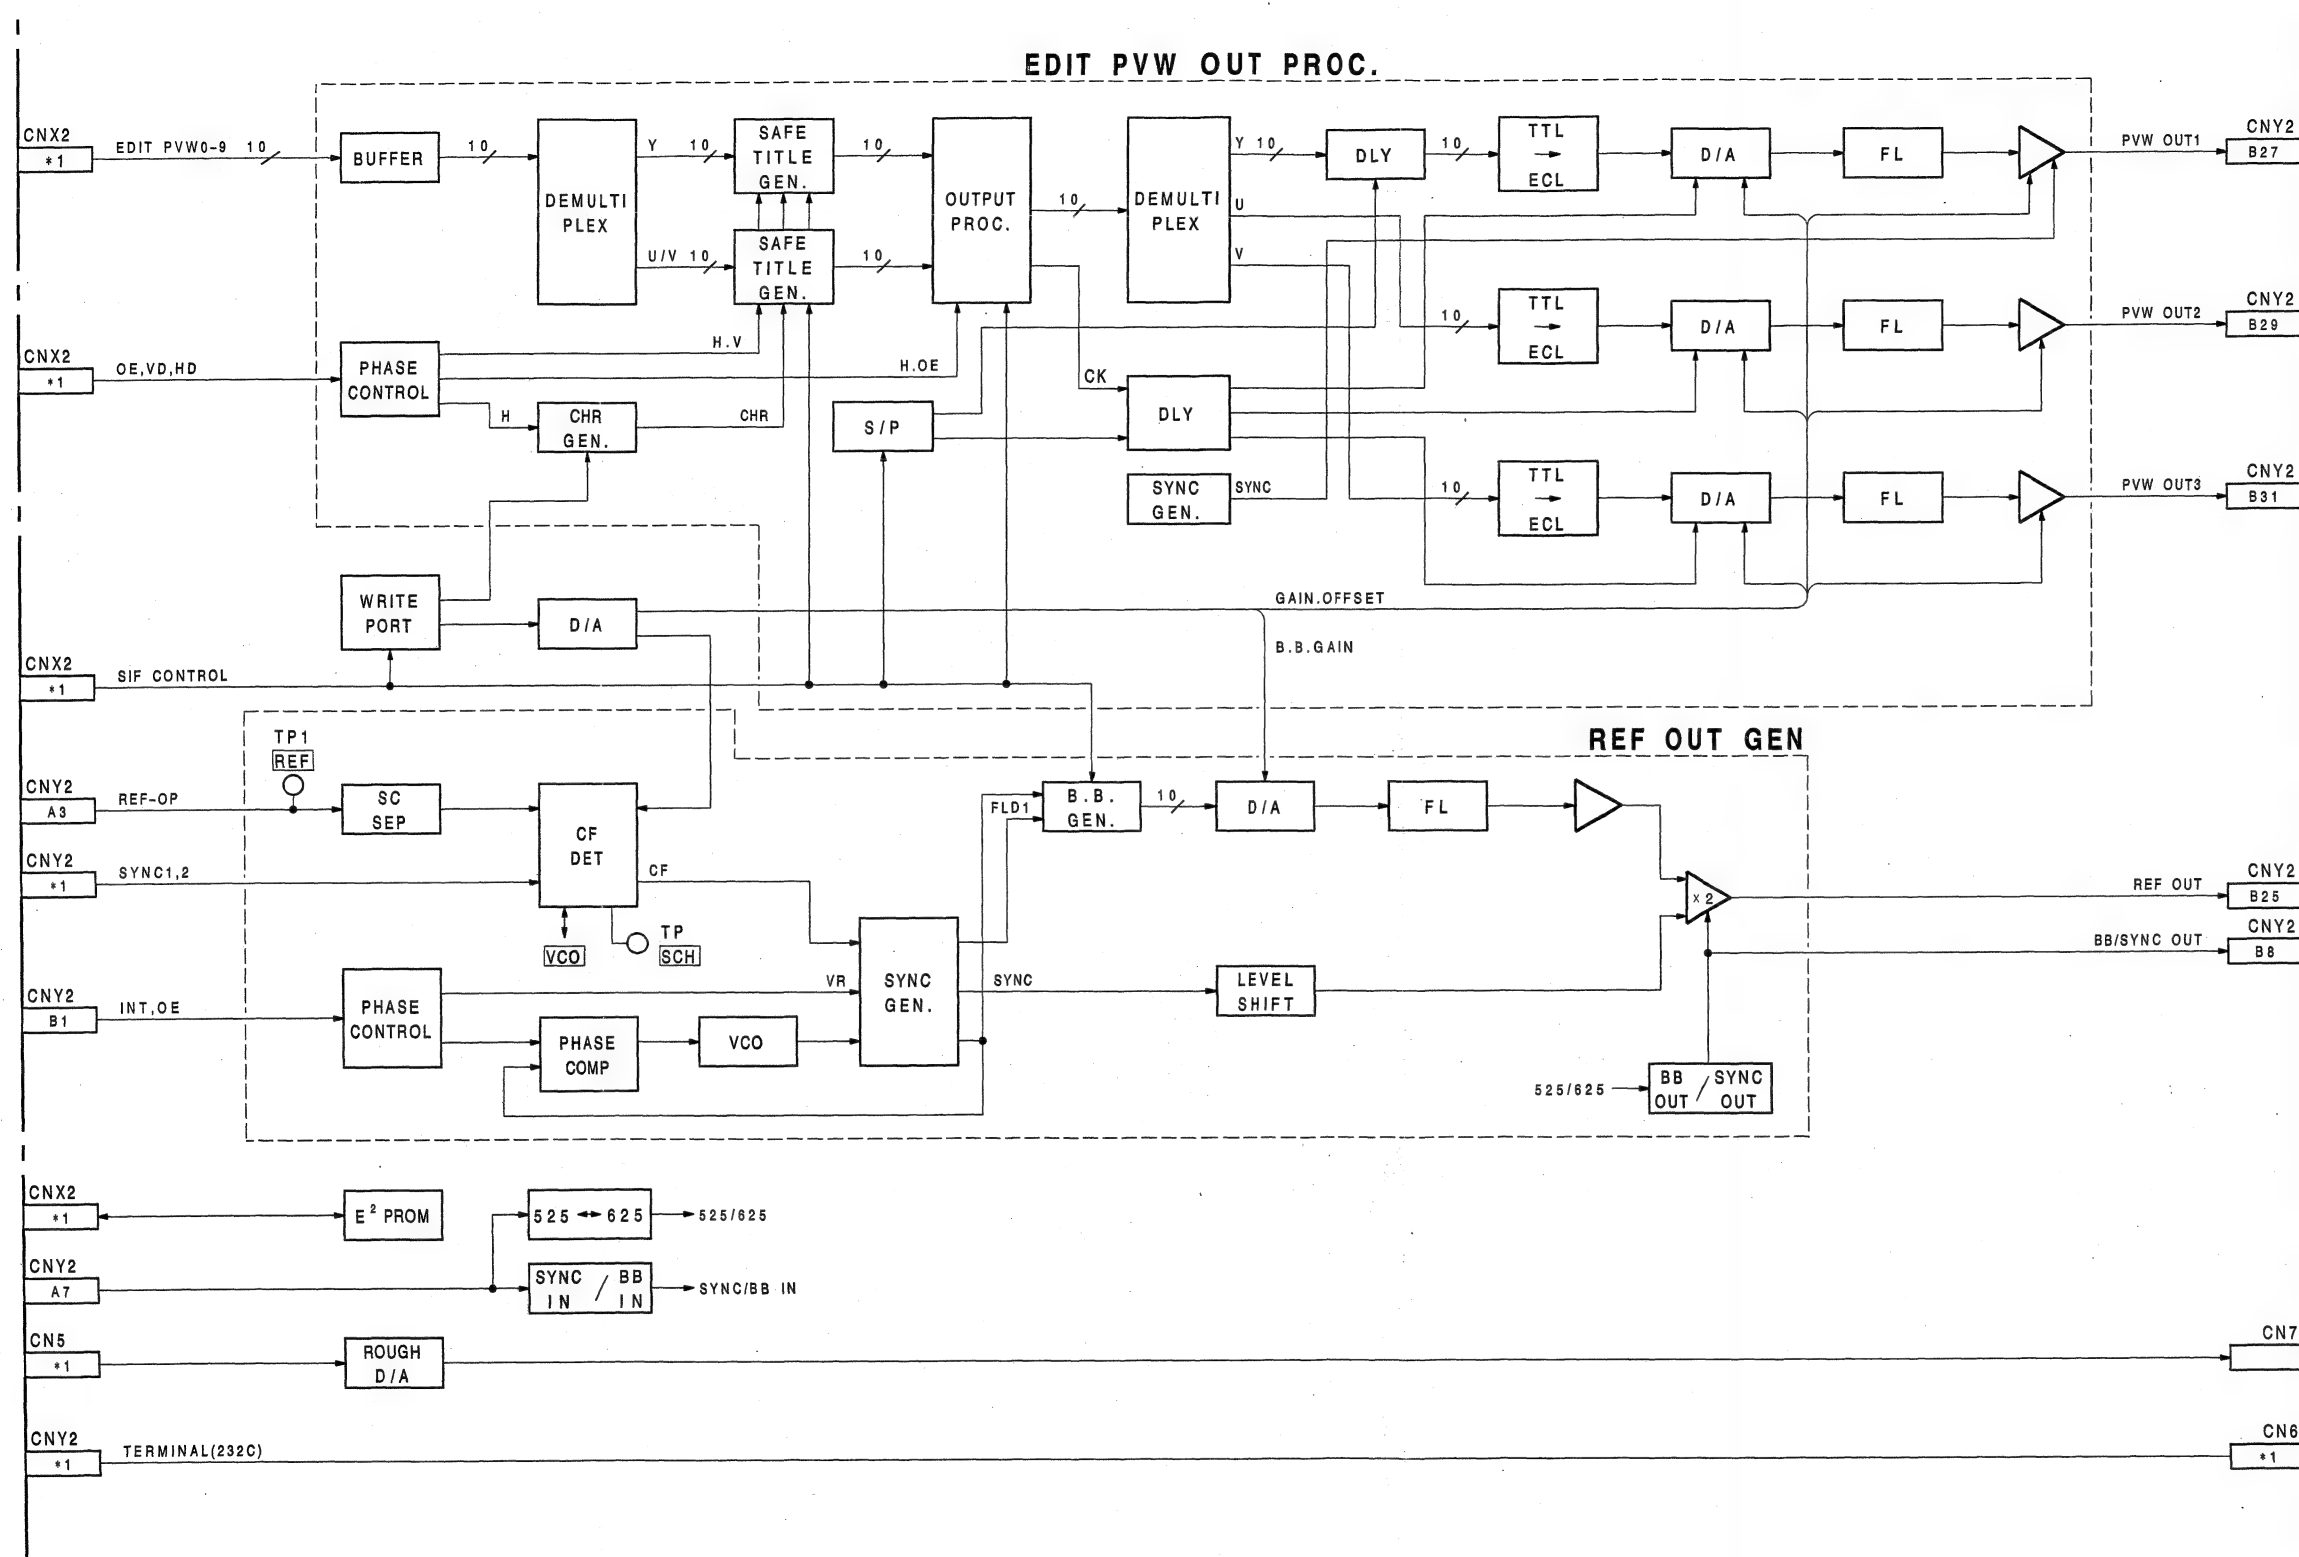 EDIT PVW OUT PROC.
CNX2
*1
EDIT PVW0-9 10
BUFFER
10
DEMULTI
PLEX
Y 10
U/V 10
SAFE
TITLE
GEN.
SAFE
TITLE
GEN.
10
10
OUTPUT
PROC.
10
DEMULTI
PLEX
Y 10
U
V
DLY
10
TTL
→
ECL
D/A
FL
PVW OUT1
CNY2
B27
10
TTL
→
ECL
D/A
FL
PVW OUT2
CNY2
B29
10
TTL
→
ECL
D/A
FL
PVW OUT3
CNY2
B31
CNX2
*1
OE,VD,HD
PHASE
CONTROL
H.V
H.OE
H
CHR
GEN.
CHR
S/P
CK
DLY
SYNC
GEN.
SYNC
WRITE
PORT
D/A
GAIN.OFFSET
B.B.GAIN
CNX2
*1
SIF CONTROL
REF OUT GEN
TP1
REF
CNY2
A3
REF-OP
SC
SEP
CF
DET
CNY2
*1
SYNC1,2
CF
VCO
TP
SCH
FLD1
B.B.
GEN.
10
D/A
FL
×2
REF OUT
CNY2
B25
BB/SYNC OUT
CNY2
B8
CNY2
B1
INT,OE
PHASE
CONTROL
VR
PHASE
COMP
VCO
SYNC
GEN.
SYNC
LEVEL
SHIFT
525/625
BB / SYNC
OUT OUT
CNX2
*1
E2 PROM
525 ↔ 625
525/625
CNY2
A7
SYNC / BB
IN IN
SYNC/BB IN
CN5
*1
ROUGH
D/A
CN7
CNY2
*1
TERMINAL(232C)
CN6
*1